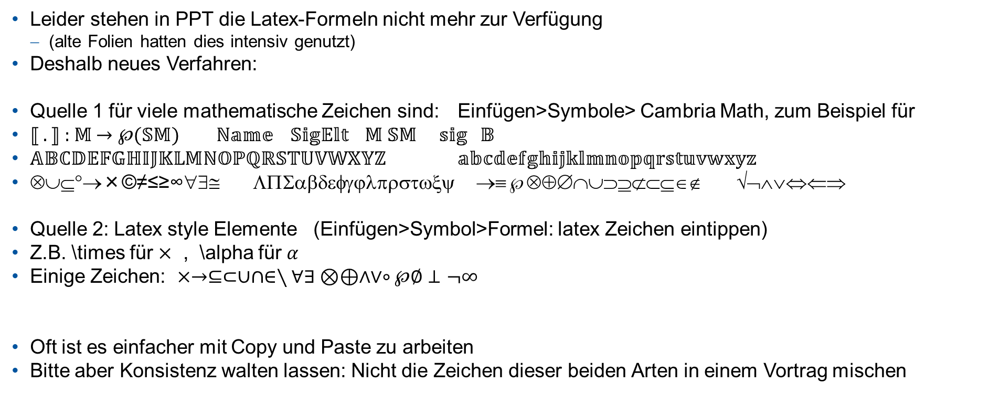 • Leider stehen in PPT die Latex-Formeln nicht mehr zur Verfügung
– (alte Folien hatten dies intensiv genutzt)
• Deshalb neues Verfahren:
• Quelle 1 für viele mathematische Zeichen sind: Einfügen>Symbole> Cambria Math, zum Beispiel für
• ⟦ . ⟧ : 𝕄 → ℘(𝕊𝕄) ℕ𝕒𝕞𝕖 𝕊𝕚𝕘𝔼𝕝𝕥 𝕄 𝕊𝕄 𝕤𝕚𝕘 𝔹
• 𝔸𝔹ℂ𝔻𝔼𝔽𝔾ℍ𝕀𝕁𝕂𝕃𝕄ℕ𝕆ℙℚℝ𝕊𝕋𝕌𝕍𝕎𝕏𝕐ℤ 𝕒𝕓𝕔𝕕𝕖𝕗𝕘𝕙𝕚𝕛𝕜𝕝𝕞𝕟𝕠𝕡𝕢𝕣𝕤𝕥𝕦𝕧𝕨𝕩𝕪𝕫
• ⊗∪⊆°→×©≠≤≥∞∀∃≅ ΛΠΣαβδεϕγφλπρστωξψ →≡℘⊗⊕∅∩∪⊃⊇⊄⊂⊆∈∉ √¬∧∨⇔⇐⇒
• Quelle 2: Latex style Elemente (Einfügen>Symbol>Formel: latex Zeichen eintippen)
• Z.B. \times für × , \alpha für 𝛼
• Einige Zeichen: ×→⊆⊂∪∩∈∖ ∀∃ ⊗⊕∧∨∘℘∅ ⊥ ¬∞
• Oft ist es einfacher mit Copy und Paste zu arbeiten
• Bitte aber Konsistenz walten lassen: Nicht die Zeichen dieser beiden Arten in einem Vortrag mischen